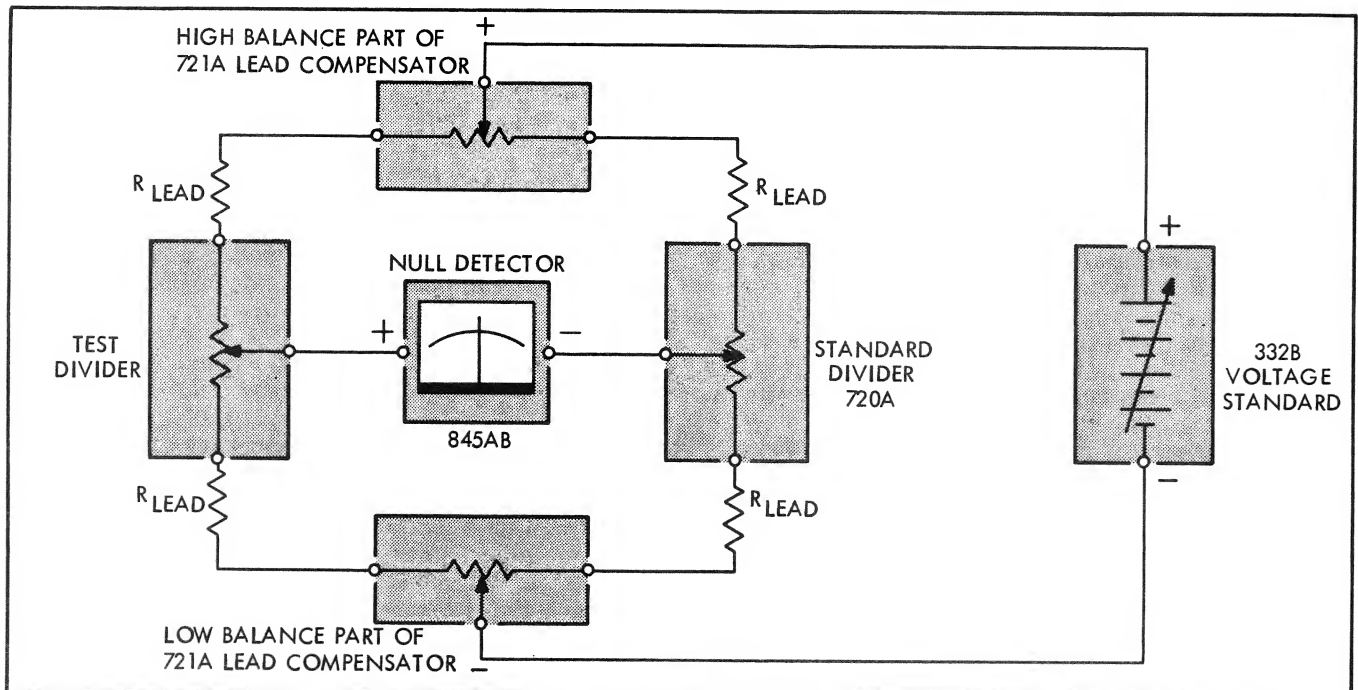 HIGH BALANCE PART OF
721A LEAD COMPENSATOR
+
R LEAD
R LEAD
NULL DETECTOR
+
+
−
TEST
DIVIDER
STANDARD
DIVIDER
720A
332B
VOLTAGE
STANDARD
845AB
R LEAD
R LEAD
−
LOW BALANCE PART OF
721A LEAD COMPENSATOR
−